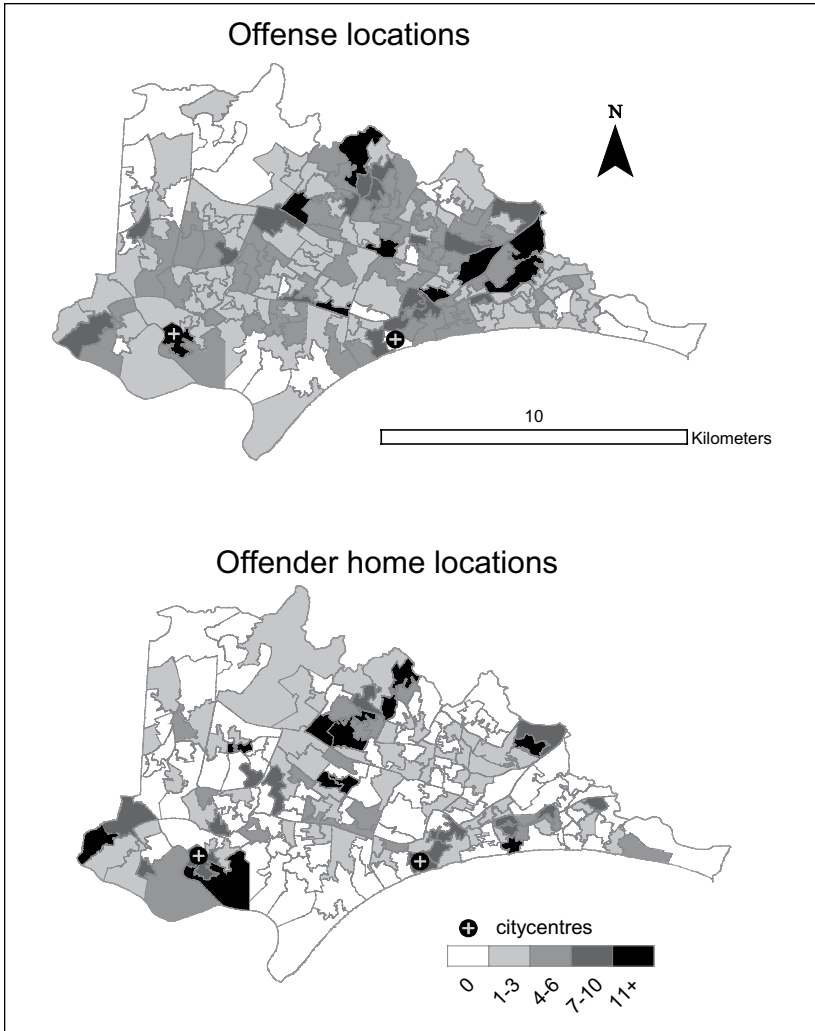 Offense locations
N
10
Kilometers
Offender home locations
citycentres
0
1-3
4-6
7-10
11+